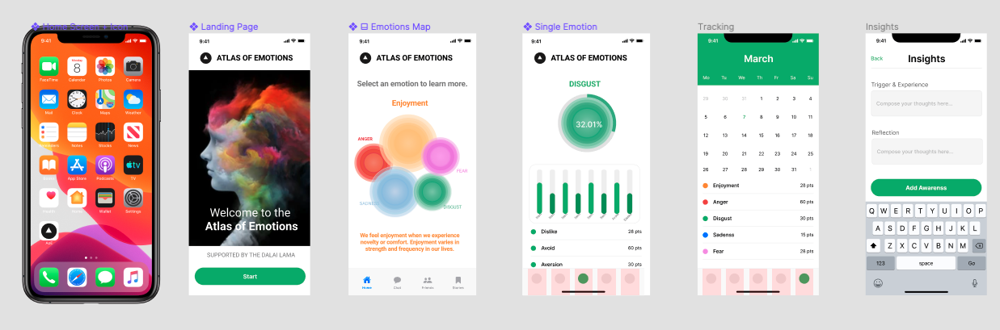 Home Screen + Icon
9:41
Monday
8
FaceTime
Calendar
Photos
Camera
Mail
Clock
Maps
Weather
Reminders
Notes
Stocks
News
Books
App Store
Podcasts
TV
tv
Health
Home
Wallet
Settings
AoE
Landing Page
9:41
ATLAS OF EMOTIONS
Welcome to the
Atlas of Emotions
SUPPORTED BY THE DALAI LAMA
Start
Emotions Map
9:41
ATLAS OF EMOTIONS
Select an emotion to learn more.
Enjoyment
ANGER
FEAR
SADNESS
DISGUST
We feel enjoyment when we experience
novelty or comfort. Enjoyment varies in
strength and frequency in our lives.
Home
Chat
Friends
Stories
Single Emotion
9:41
ATLAS OF EMOTIONS
DISGUST
32.01%
Dislike 28 pts
Avoid 60 pts
Aversion 30 pts
Tracking
9:41
March
Mo Tu We Th Fr Sa Su
29 30 31 1 2 3 4
5 6 7 8 9 10 11
12 13 14 15 16 17 18
19 20 21 22 23 24 25
26 27 28 29 30 31 1
Enjoyment 28 pts
Anger 60 pts
Disgust 30 pts
Sadenss 15 pts
Fear 28 pts
Insights
9:41
Back
Insights
Trigger & Experience
Compose your thoughts here...
Reflection
Compose your thoughts here...
Add Awarenss
Q W E R T Y U I O P
A S D F G H J K L
Z X C V B N M
123 space Go